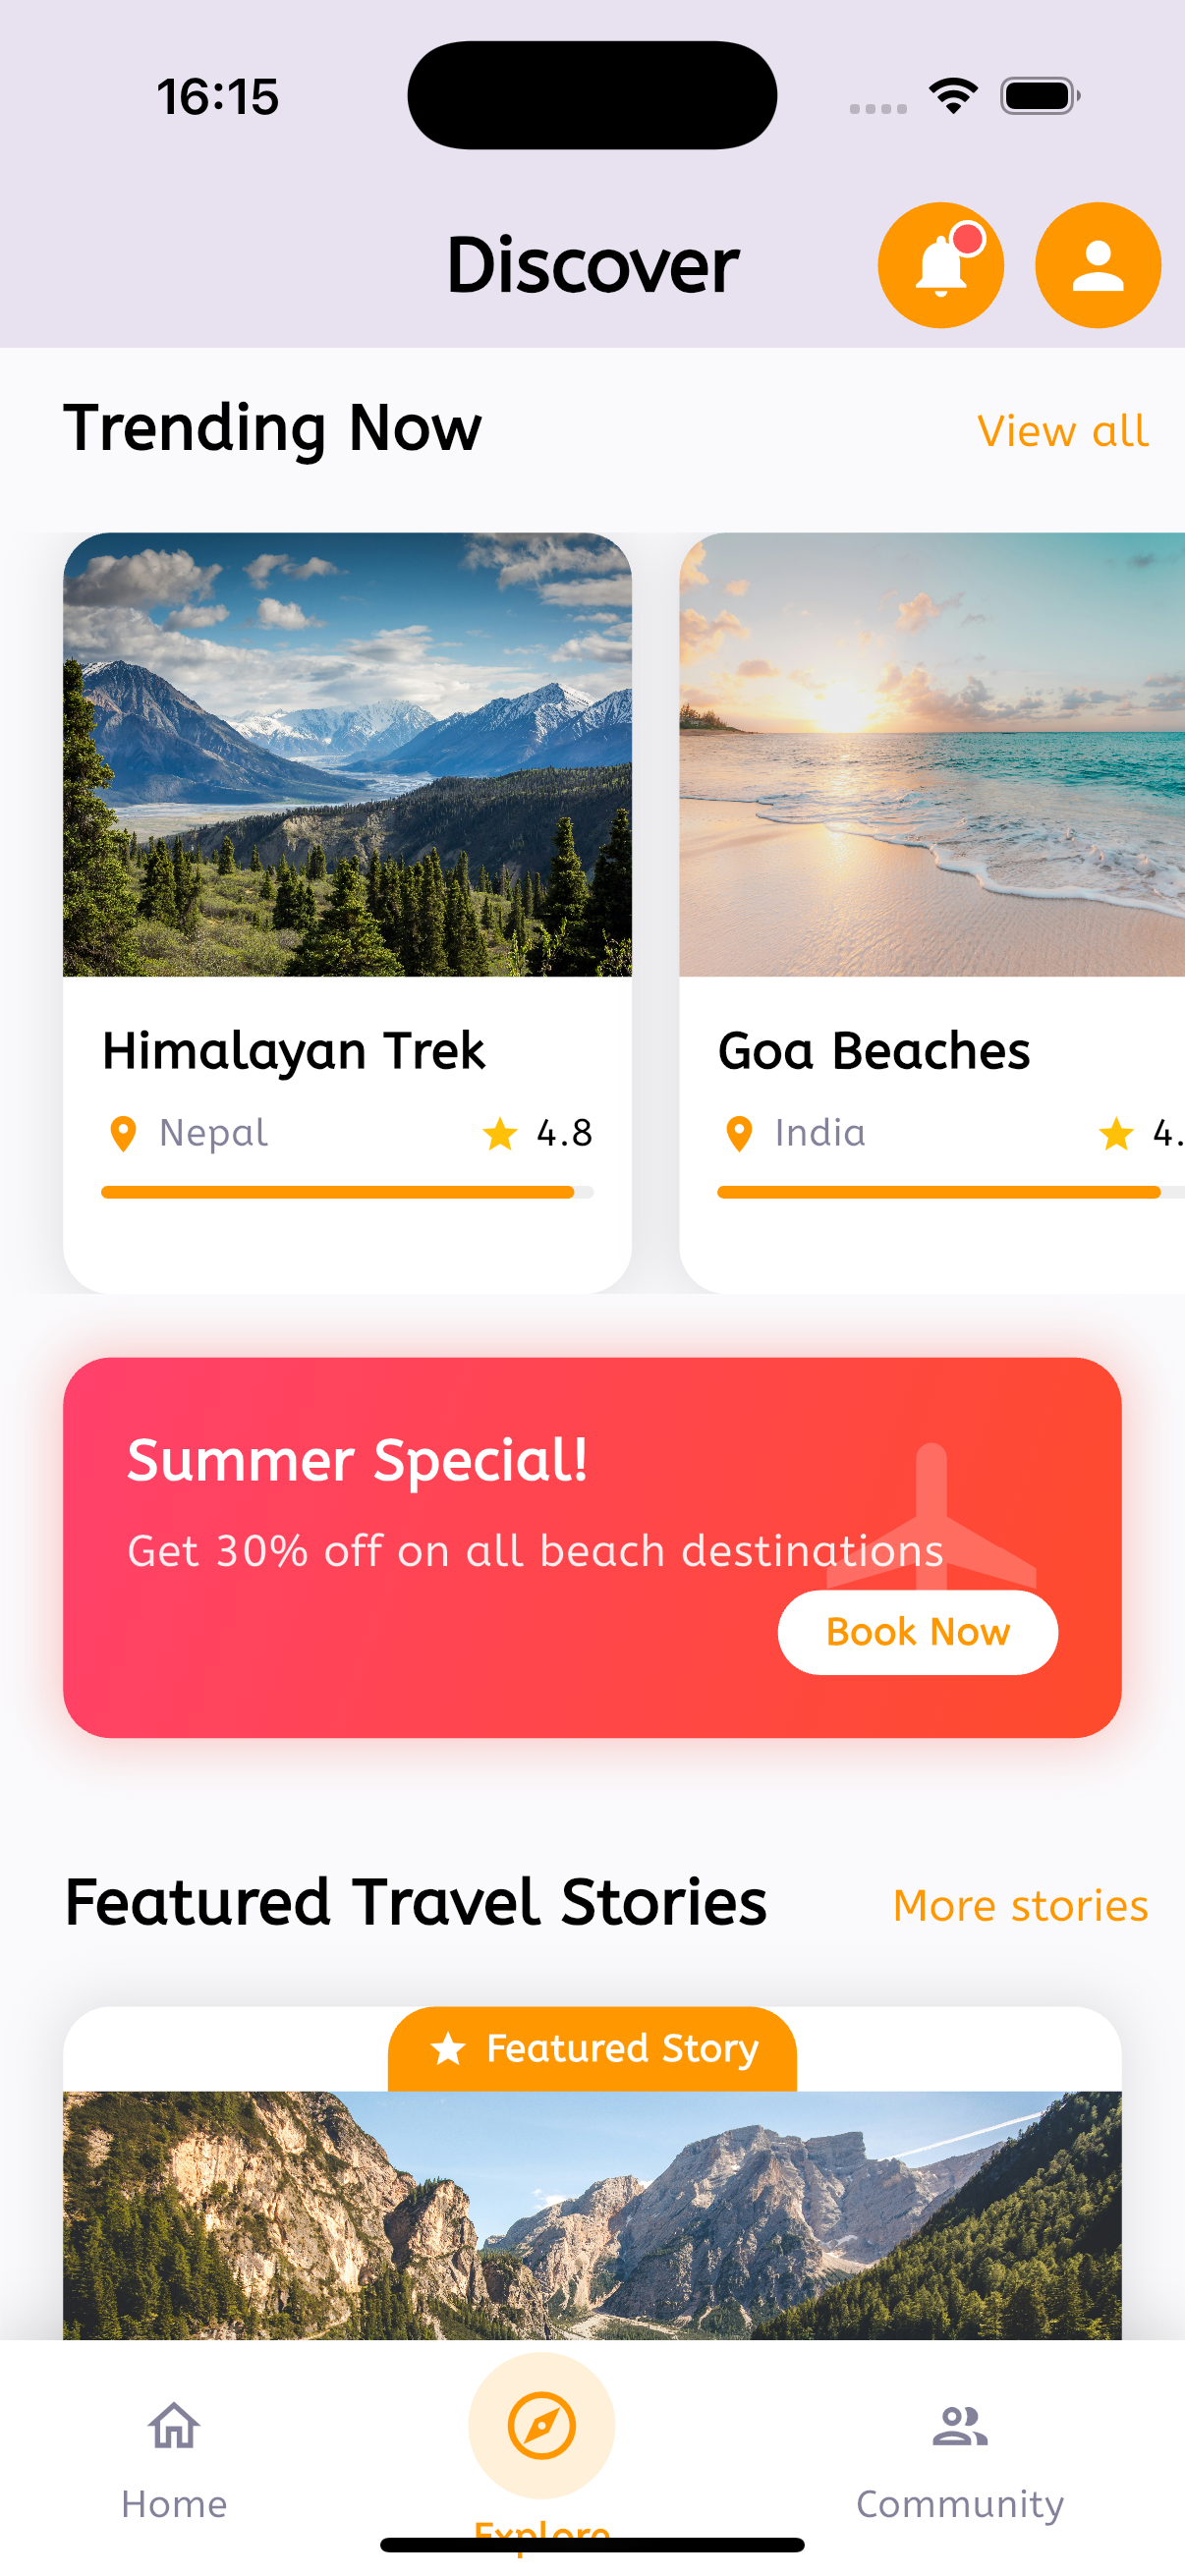 16:15
Discover
Trending Now
View all
Himalayan Trek
Goa Beaches
Nepal
4.8
India
Summer Special!
Get 30% off on all beach destinations
Book Now
Featured Travel Stories
More stories
Featured Story
Home
Explore
Community